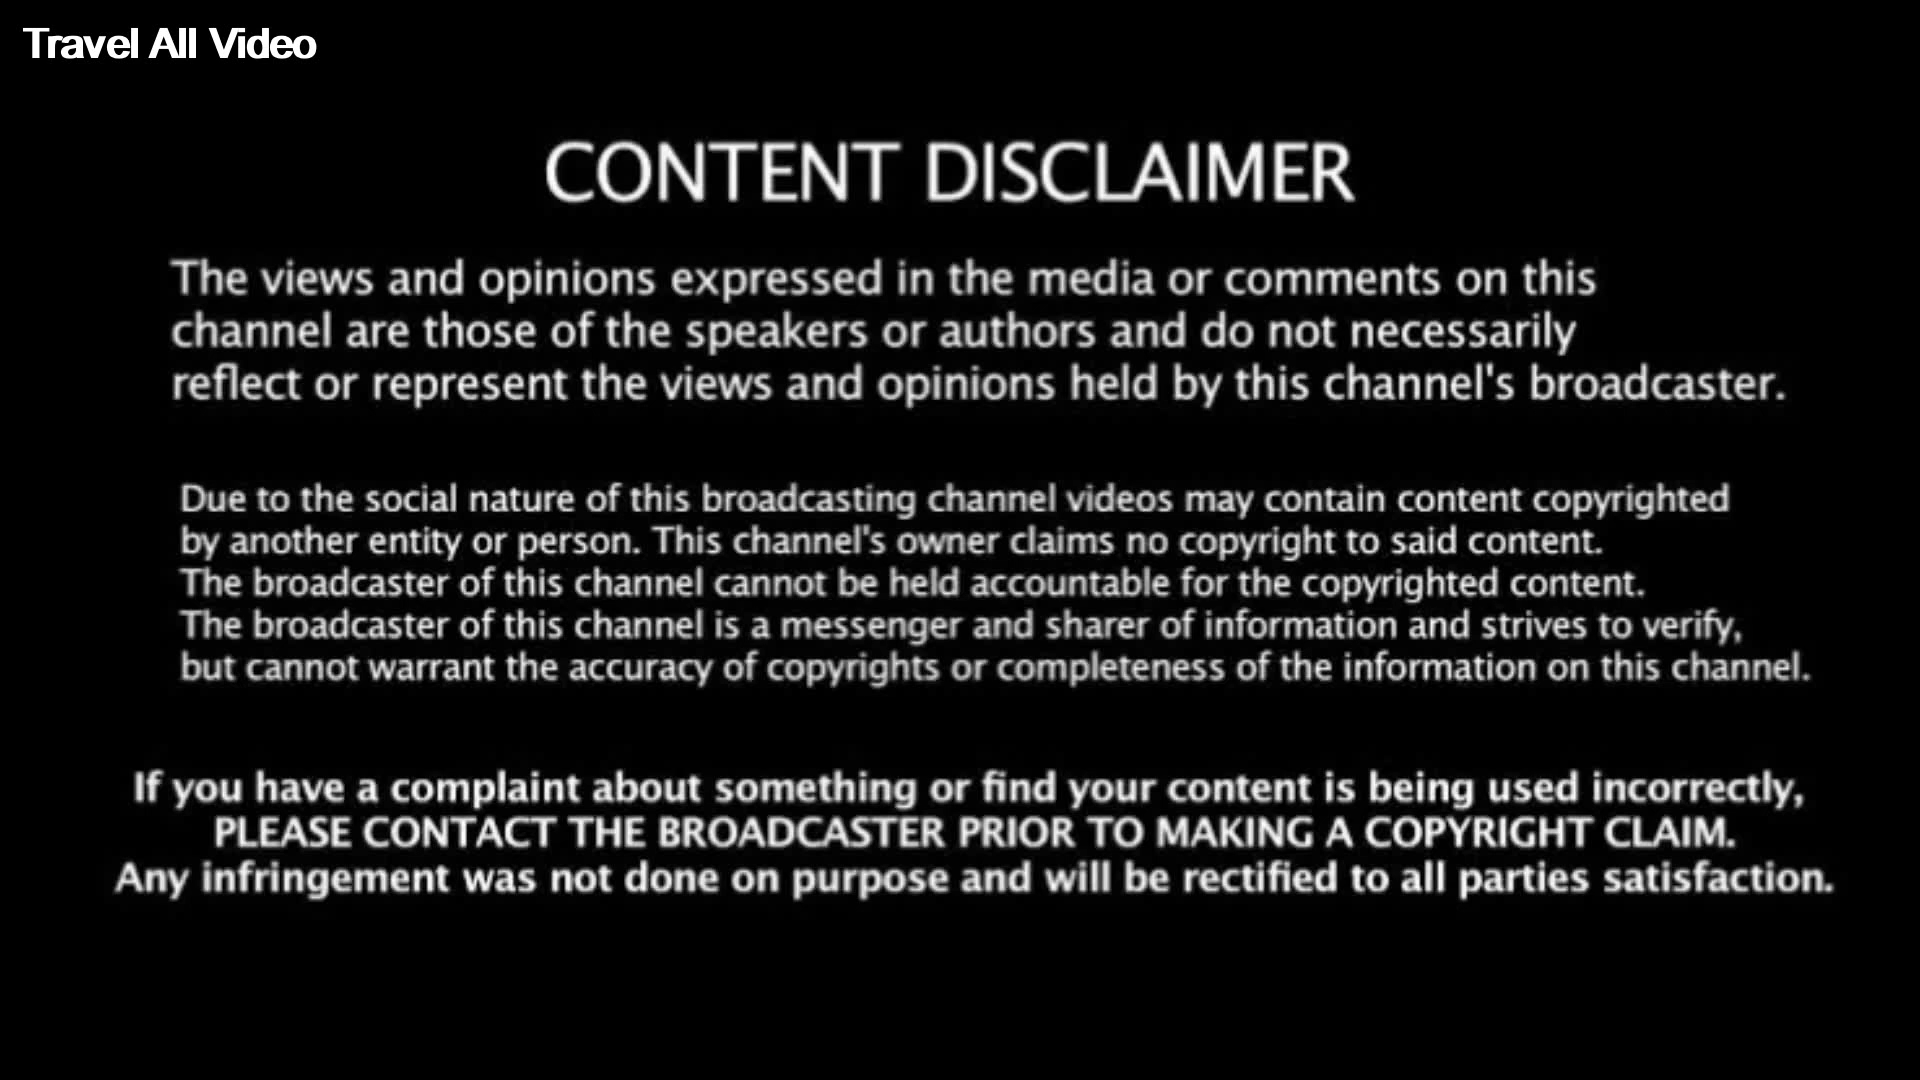 Travel All Video
CONTENT DISCLAIMER
The views and opinions expressed in the media or comments on this
channel are those of the speakers or authors and do not necessarily
reflect or represent the views and opinions held by this channel's broadcaster.
Due to the social nature of this broadcasting channel videos may contain content copyrighted
by another entity or person. This channel's owner claims no copyright to said content.
The broadcaster of this channel cannot be held accountable for the copyrighted content.
The broadcaster of this channel is a messenger and sharer of information and strives to verify,
but cannot warrant the accuracy of copyrights or completeness of the information on this channel.
If you have a complaint about something or find your content is being used incorrectly,
PLEASE CONTACT THE BROADCASTER PRIOR TO MAKING A COPYRIGHT CLAIM.
Any infringement was not done on purpose and will be rectified to all parties satisfaction.